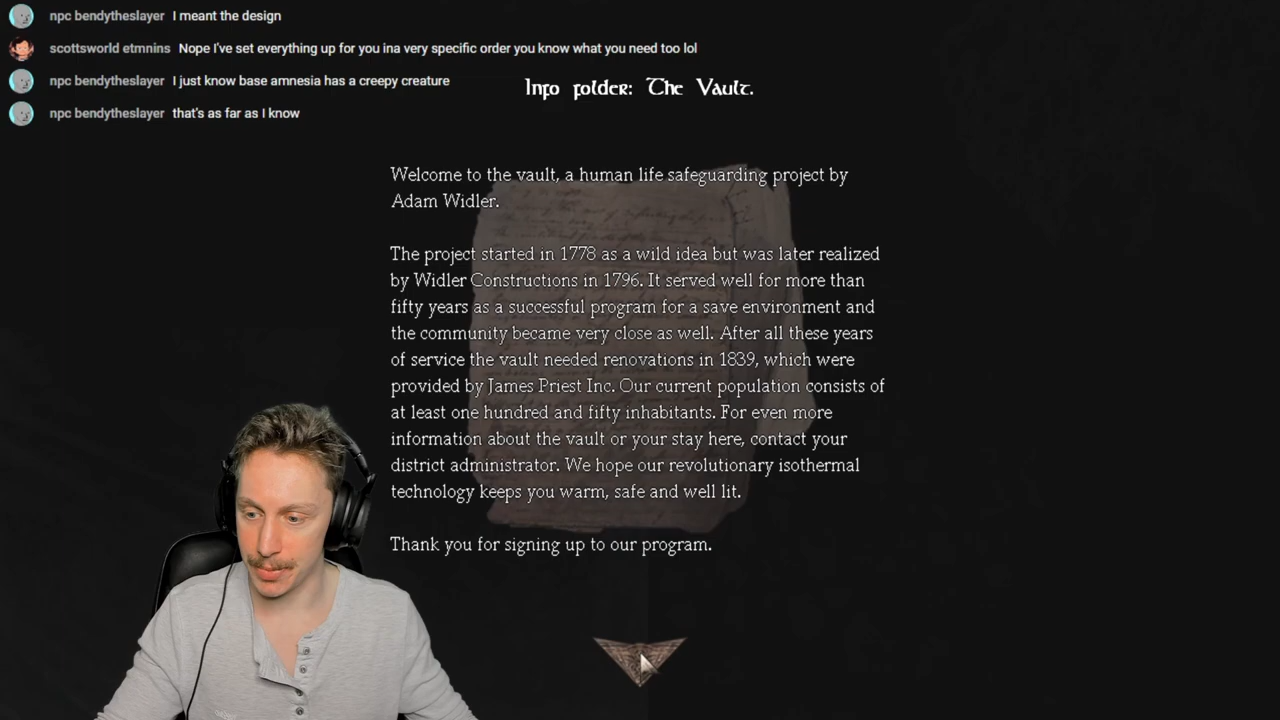 npc bendytheslayer I meant the design
scottsworld etmnins Nope I've set everything up for you ina very specific order you know what you need too lol
npc bendytheslayer I just know base amnesia has a creepy creature
npc bendytheslayer that's as far as I know
Info folder: The Vault.
Welcome to the vault, a human life safeguarding project by
Adam Widler.
The project started in 1778 as a wild idea but was later realized
by Widler Constructions in 1796. It served well for more than
fifty years as a successful program for a save environment and
the community became very close as well. After all these years
of service the vault needed renovations in 1839, which were
provided by James Priest Inc. Our current population consists of
at least one hundred and fifty inhabitants. For even more
information about the vault or your stay here, contact your
district administrator. We hope our revolutionary isothermal
technology keeps you warm, safe and well lit.
Thank you for signing up to our program.